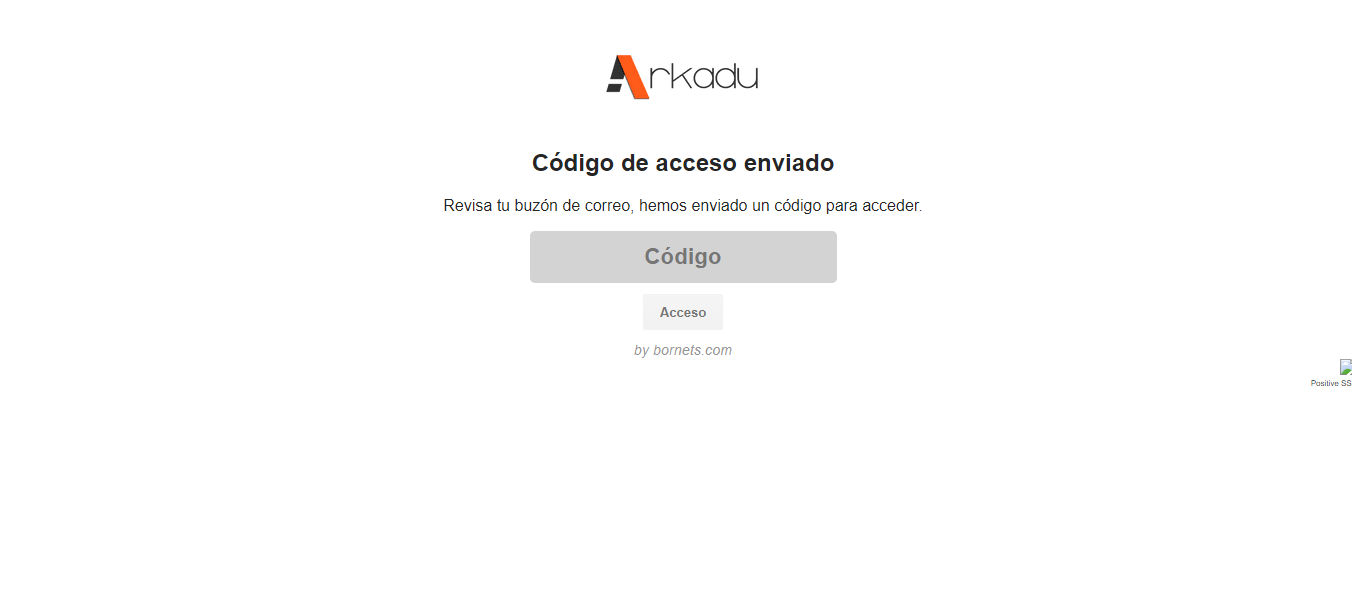 Arkadu
Código de acceso enviado
Revisa tu buzón de correo, hemos enviado un código para acceder.
Código
Acceso
by bornets.com
Positive SS